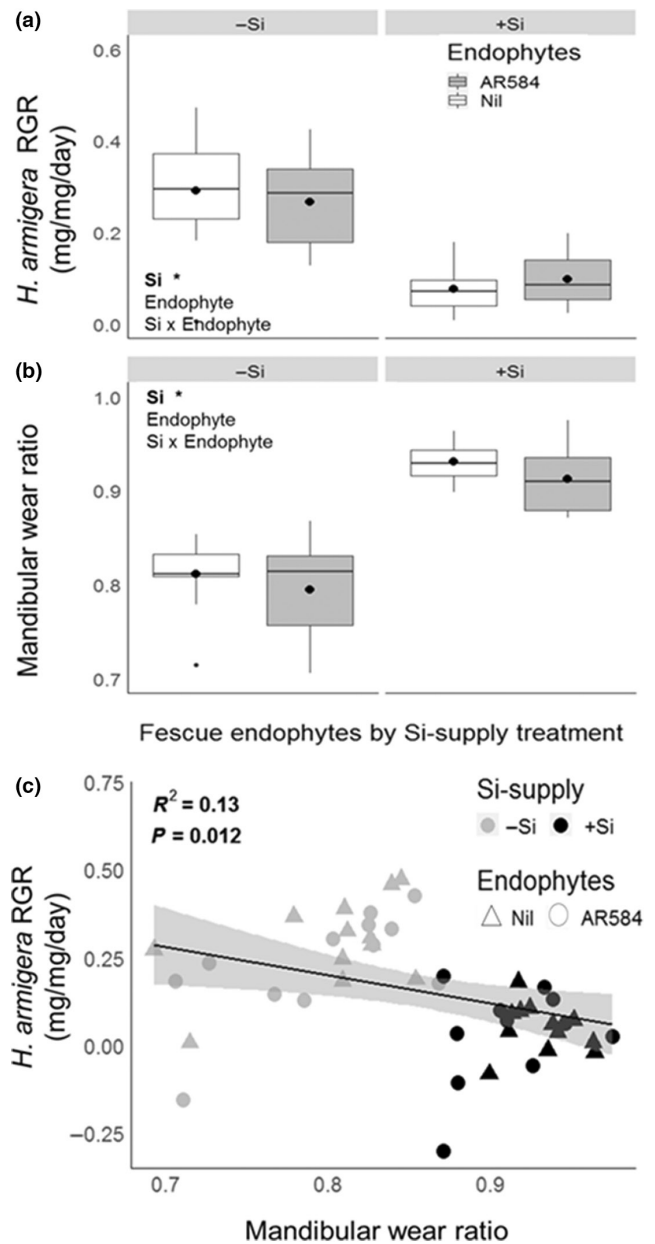 (a)
–Si
+Si
H. armigera RGR
(mg/mg/day)
0.6
0.4
0.2
0.0
Endophytes
AR584
Nil
Si *
Endophyte
Si x Endophyte
(b)
–Si
+Si
Mandibular wear ratio
1.0
0.9
0.8
0.7
Si *
Endophyte
Si x Endophyte
Fescue endophytes by Si-supply treatment
(c)
H. armigera RGR
(mg/mg/day)
0.75
0.50
0.25
0.00
–0.25
R² = 0.13
P = 0.012
Si-supply
–Si +Si
Endophytes
Nil AR584
0.7 0.8 0.9
Mandibular wear ratio